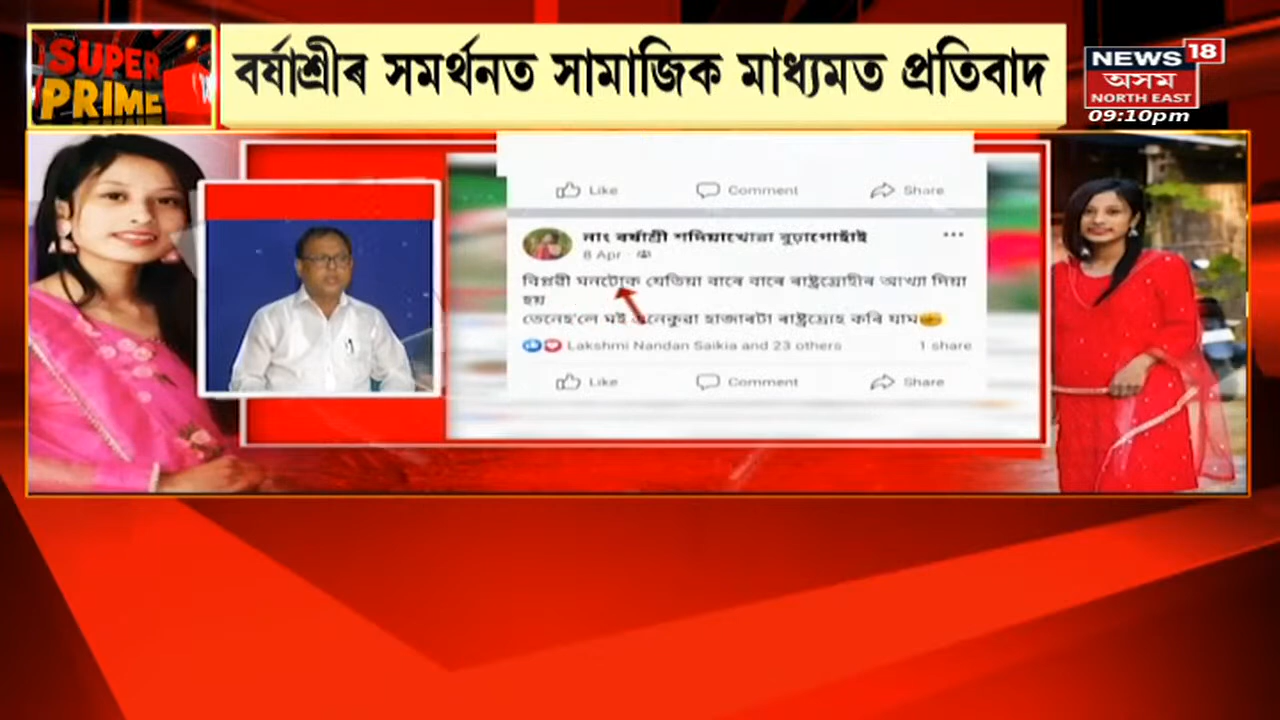 SUPER
PRIME
বৰ্ষাশ্ৰীৰ সমৰ্থনত সামাজিক মাধ্যমত প্ৰতিবাদ
NEWS 18
অসম
NORTH EAST
09:10pm
Like Comment Share
নাং বৰ্ষাশ্ৰী শদিয়াখোৱা বুঢ়াগোহাঁই
8 Apr
বিপ্লৱী মনটোক যেতিয়া বাৰে বাৰে ৰাষ্ট্ৰদ্ৰোহীৰ আখ্যা দিয়া
হয়
তেনেহ'লে মই এনেকুৱা হাজাৰটা ৰাষ্ট্ৰদ্ৰোহ কৰি যাম
Lakshmi Nandan Saikia and 23 others 1 share
Like Comment Share